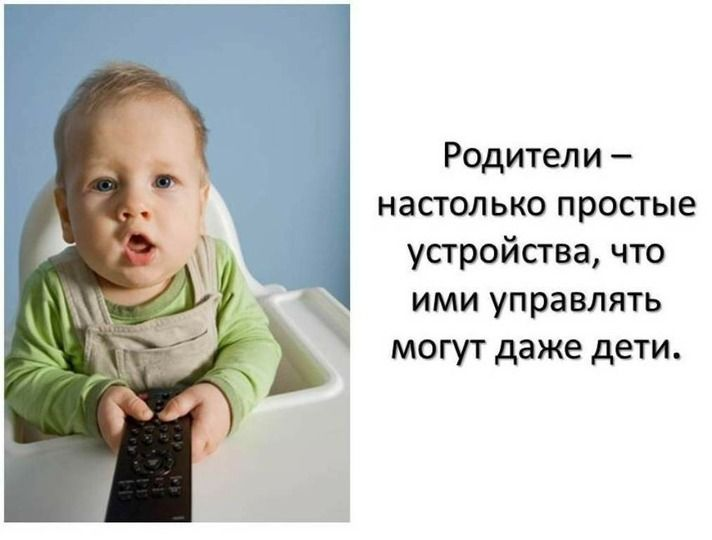 Родители –
настолько простые
устройства, что
ими управлять
могут даже дети.